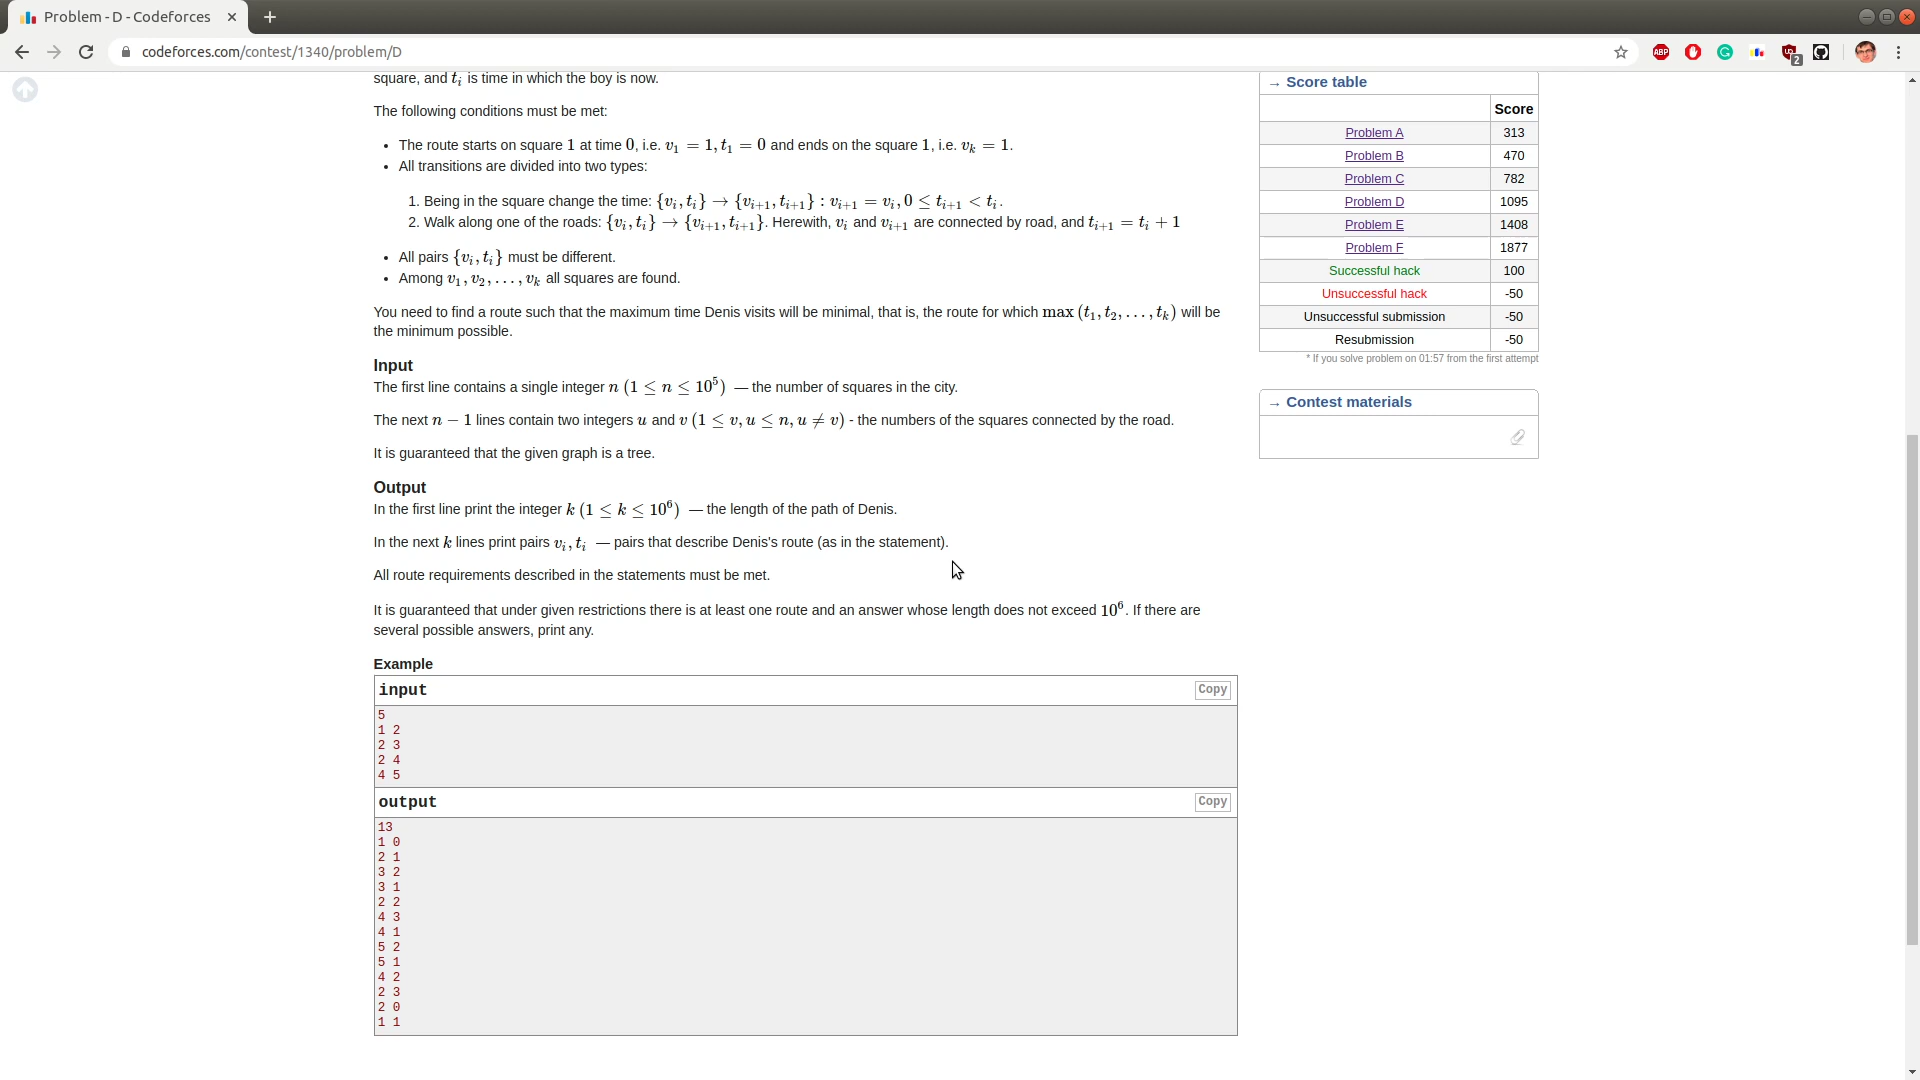 Problem - D - Codeforces
codeforces.com/contest/1340/problem/D
ABP
2
square, and tᵢ is time in which the boy is now.
The following conditions must be met:
• The route starts on square 1 at time 0, i.e. v₁ = 1, t₁ = 0 and ends on the square 1, i.e. vₖ = 1.
• All transitions are divided into two types:
1. Being in the square change the time: {vᵢ, tᵢ} → {vᵢ₊₁, tᵢ₊₁} : vᵢ₊₁ = vᵢ, 0 ≤ tᵢ₊₁ < tᵢ.
2. Walk along one of the roads: {vᵢ, tᵢ} → {vᵢ₊₁, tᵢ₊₁}. Herewith, vᵢ and vᵢ₊₁ are connected by road, and tᵢ₊₁ = tᵢ + 1
• All pairs {vᵢ, tᵢ} must be different.
• Among v₁, v₂, . . . , vₖ all squares are found.
You need to find a route such that the maximum time Denis visits will be minimal, that is, the route for which max (t₁, t₂, . . . , tₖ) will be
the minimum possible.
Input
The first line contains a single integer n (1 ≤ n ≤ 10⁵) — the number of squares in the city.
The next n − 1 lines contain two integers u and v (1 ≤ v, u ≤ n, u ≠ v) - the numbers of the squares connected by the road.
It is guaranteed that the given graph is a tree.
Output
In the first line print the integer k (1 ≤ k ≤ 10⁶) — the length of the path of Denis.
In the next k lines print pairs vᵢ, tᵢ — pairs that describe Denis's route (as in the statement).
All route requirements described in the statements must be met.
It is guaranteed that under given restrictions there is at least one route and an answer whose length does not exceed 10⁶. If there are
several possible answers, print any.
Example
input Copy
5
1 2
2 3
2 4
4 5
output Copy
13
1 0
2 1
3 2
3 1
2 2
4 3
4 1
5 2
5 1
4 2
2 3
2 0
1 1
→ Score table
Score
Problem A 313
Problem B 470
Problem C 782
Problem D 1095
Problem E 1408
Problem F 1877
Successful hack 100
Unsuccessful hack -50
Unsuccessful submission -50
Resubmission -50
* If you solve problem on 01:57 from the first attempt
→ Contest materials